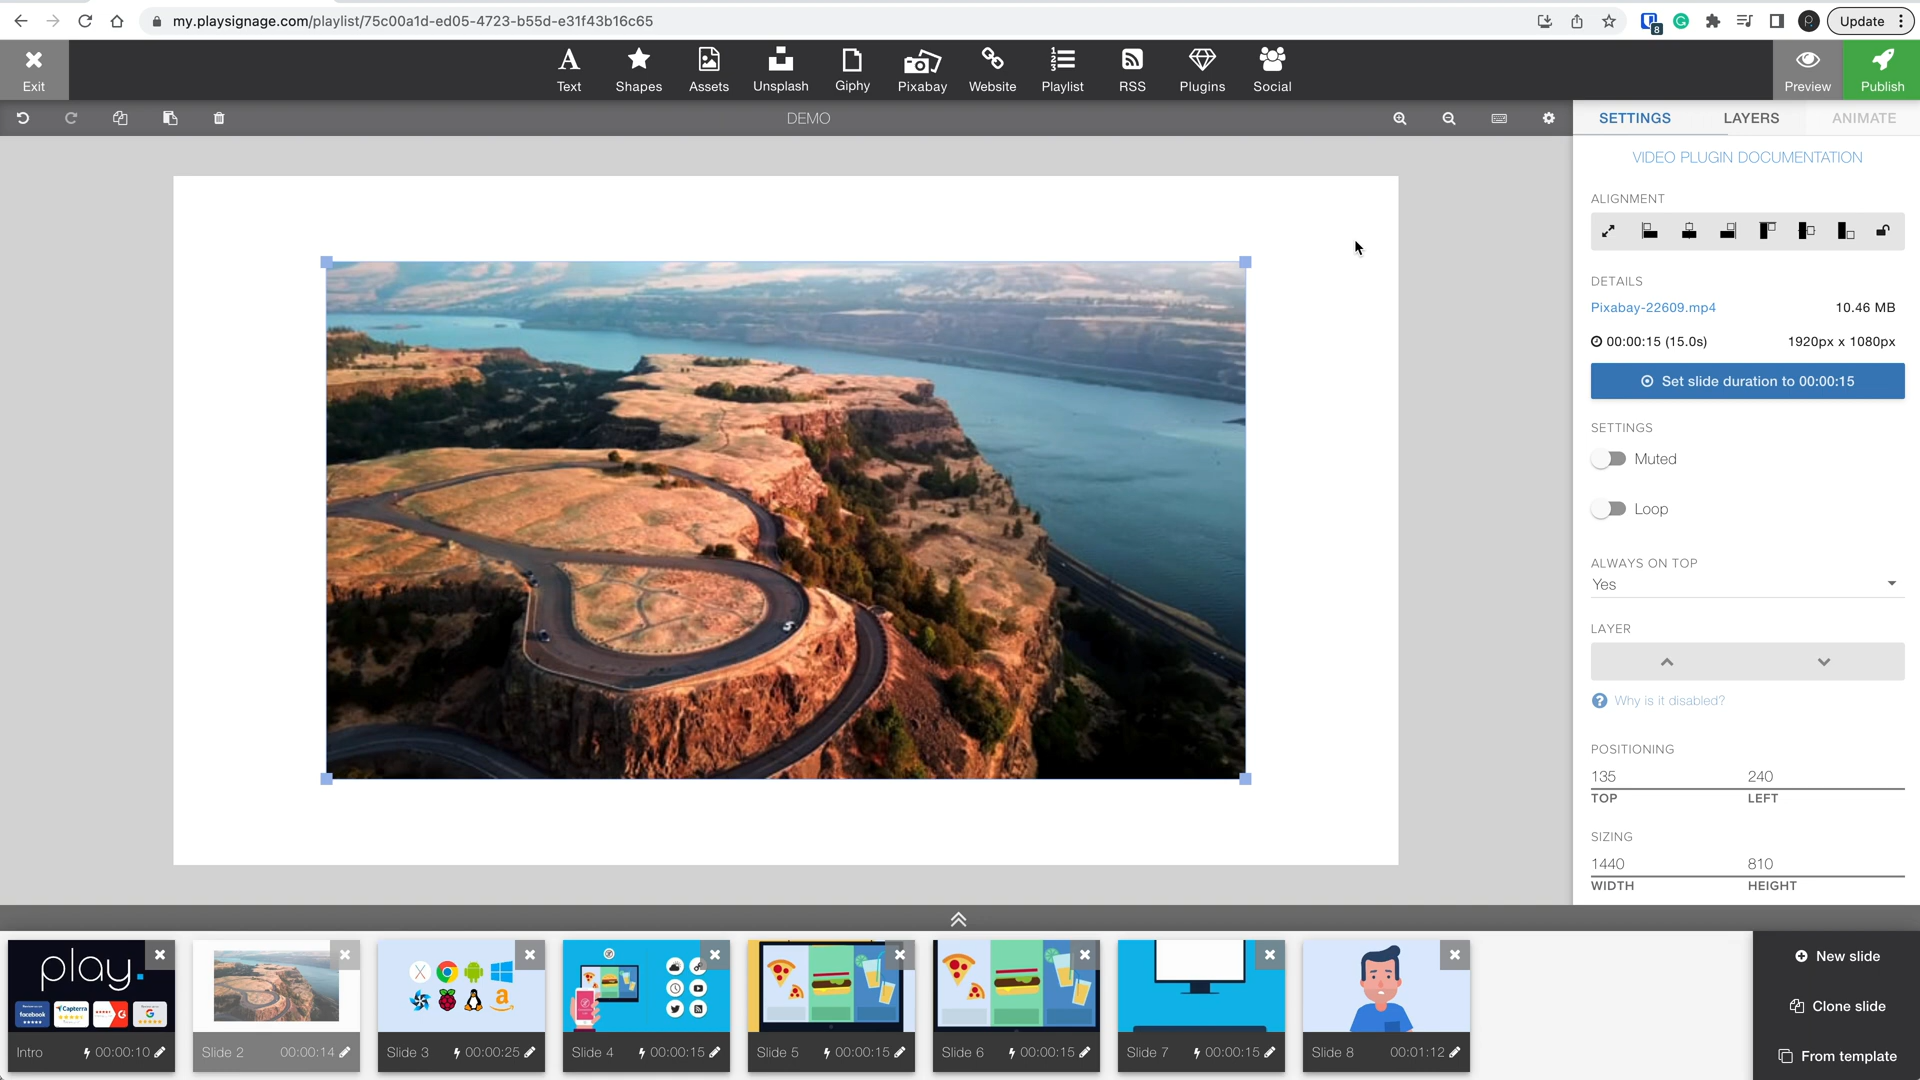 my.playsignage.com/playlist/75c00a1d-ed05-4723-b55d-e31f43b16c65
8
Update
Exit
Text
Shapes
Assets
Unsplash
Giphy
Pixabay
Website
Playlist
RSS
Plugins
Social
Preview
Publish
DEMO
SETTINGS
LAYERS
ANIMATE
VIDEO PLUGIN DOCUMENTATION
ALIGNMENT
DETAILS
Pixabay-22609.mp4
10.46 MB
00:00:15 (15.0s)
1920px x 1080px
Set slide duration to 00:00:15
SETTINGS
Muted
Loop
ALWAYS ON TOP
Yes
LAYER
Why is it disabled?
POSITIONING
135
240
TOP
LEFT
SIZING
1440
810
WIDTH
HEIGHT
play.
facebook
Capterra
G
Intro
00:00:10
Slide 2
00:00:14
Slide 3
00:00:25
Slide 4
00:00:15
Slide 5
00:00:15
Slide 6
00:00:15
Slide 7
00:00:15
Slide 8
00:01:12
New slide
Clone slide
From template